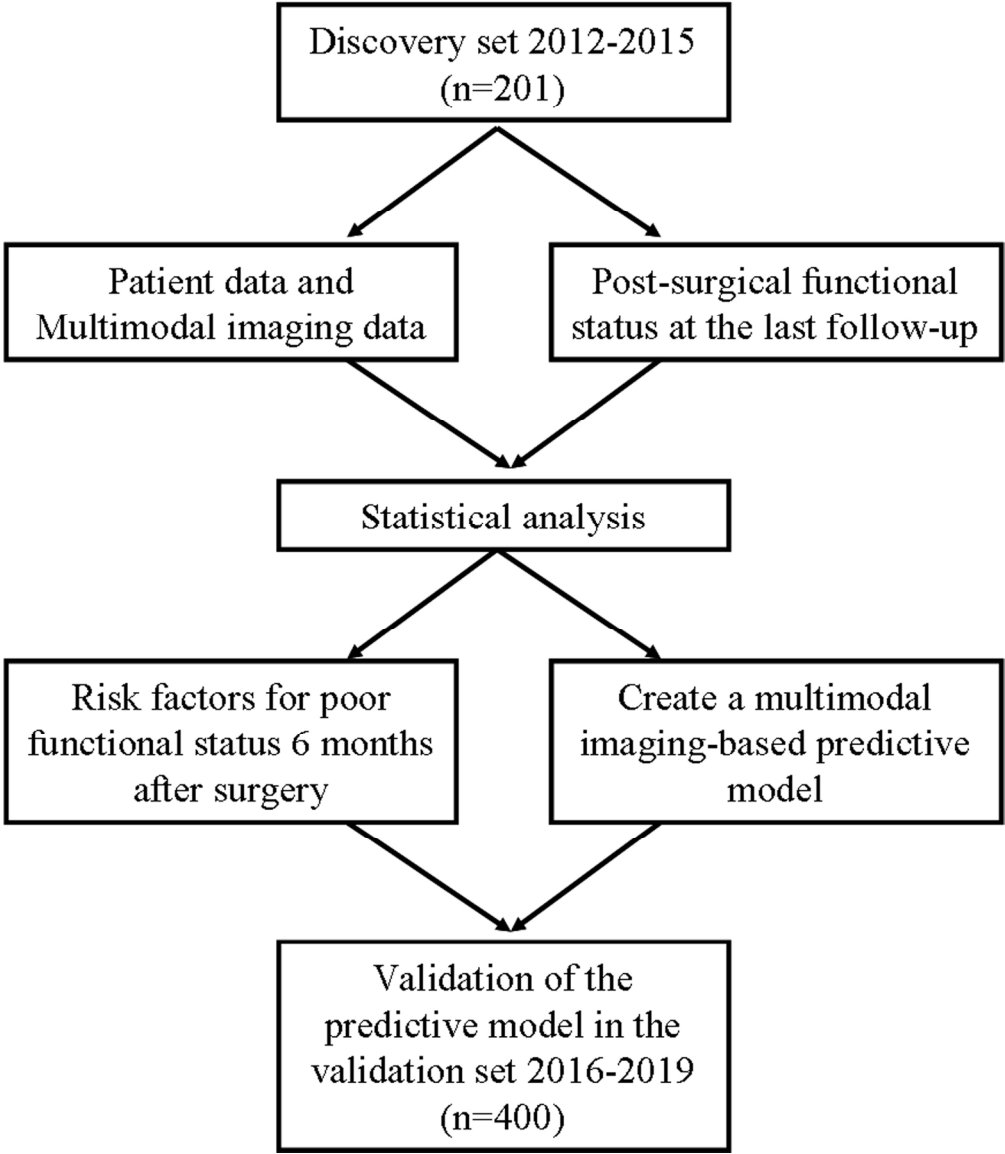 Discovery set 2012-2015
(n=201)
Patient data and
Multimodal imaging data
Post-surgical functional
status at the last follow-up
Statistical analysis
Risk factors for poor
functional status 6 months
after surgery
Create a multimodal
imaging-based predictive
model
Validation of the
predictive model in the
validation set 2016-2019
(n=400)